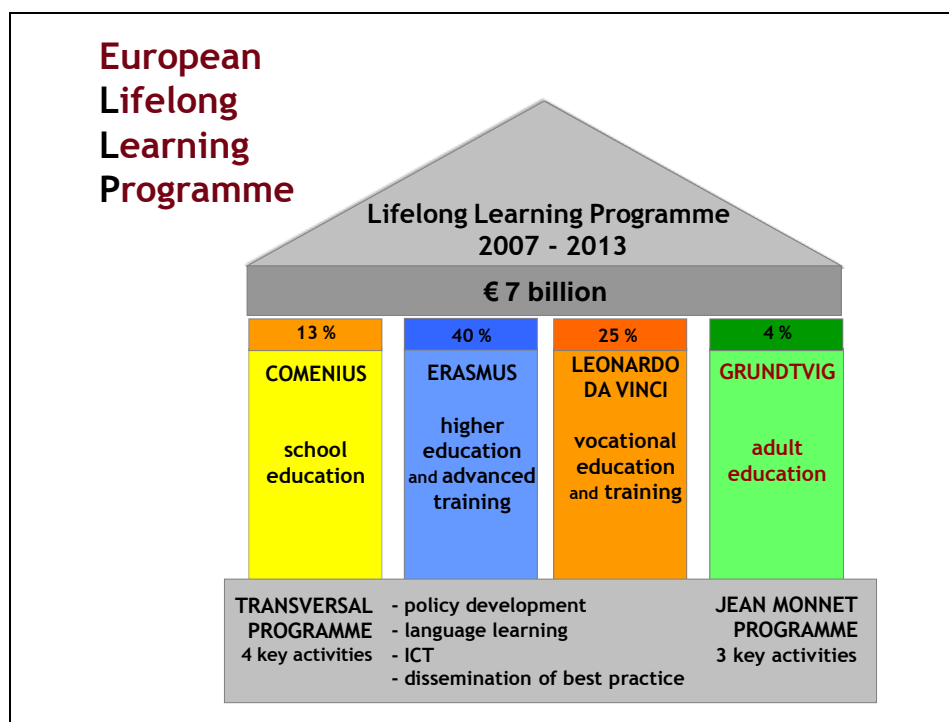 European
Lifelong
Learning
Programme
Lifelong Learning Programme
2007 - 2013
€ 7 billion
13 %
COMENIUS
school
education
40 %
ERASMUS
higher
education
and advanced
training
25 %
LEONARDO
DA VINCI
vocational
education
and training
4 %
GRUNDTVIG
adult
education
TRANSVERSAL
PROGRAMME
4 key activities
- policy development
- language learning
- ICT
- dissemination of best practice
JEAN MONNET
PROGRAMME
3 key activities